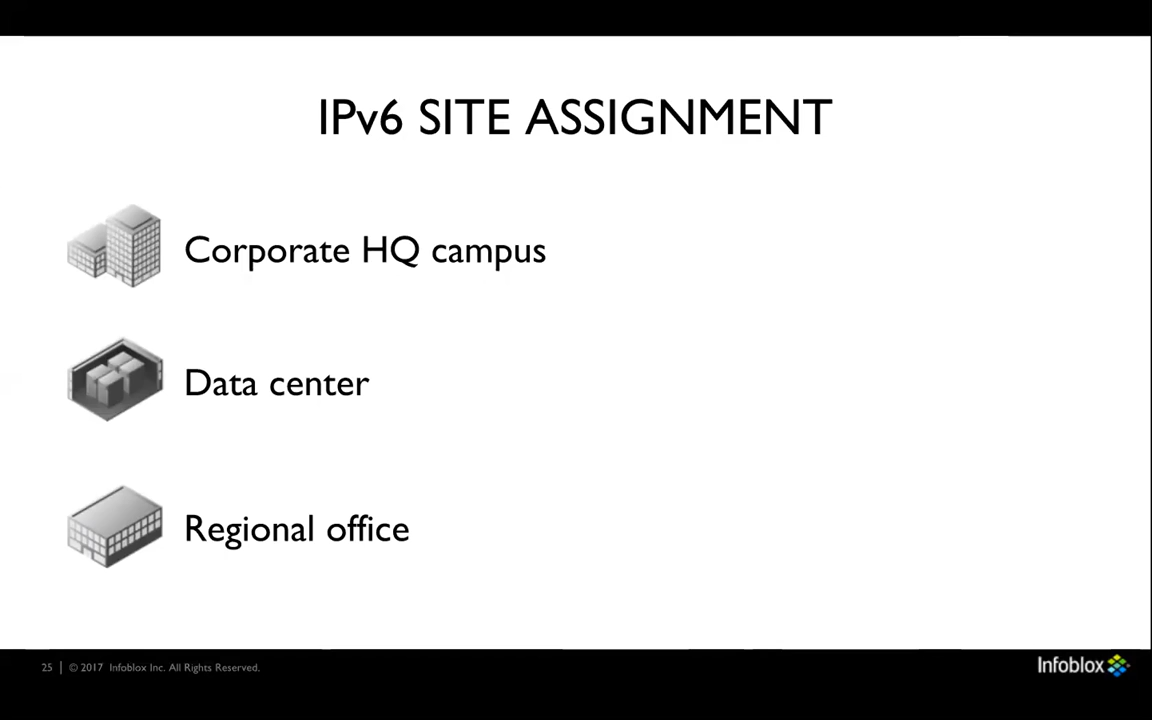 IPv6 SITE ASSIGNMENT
Corporate HQ campus
Data center
Regional office
25 | © 2017 Infoblox Inc. All Rights Reserved.
Infoblox